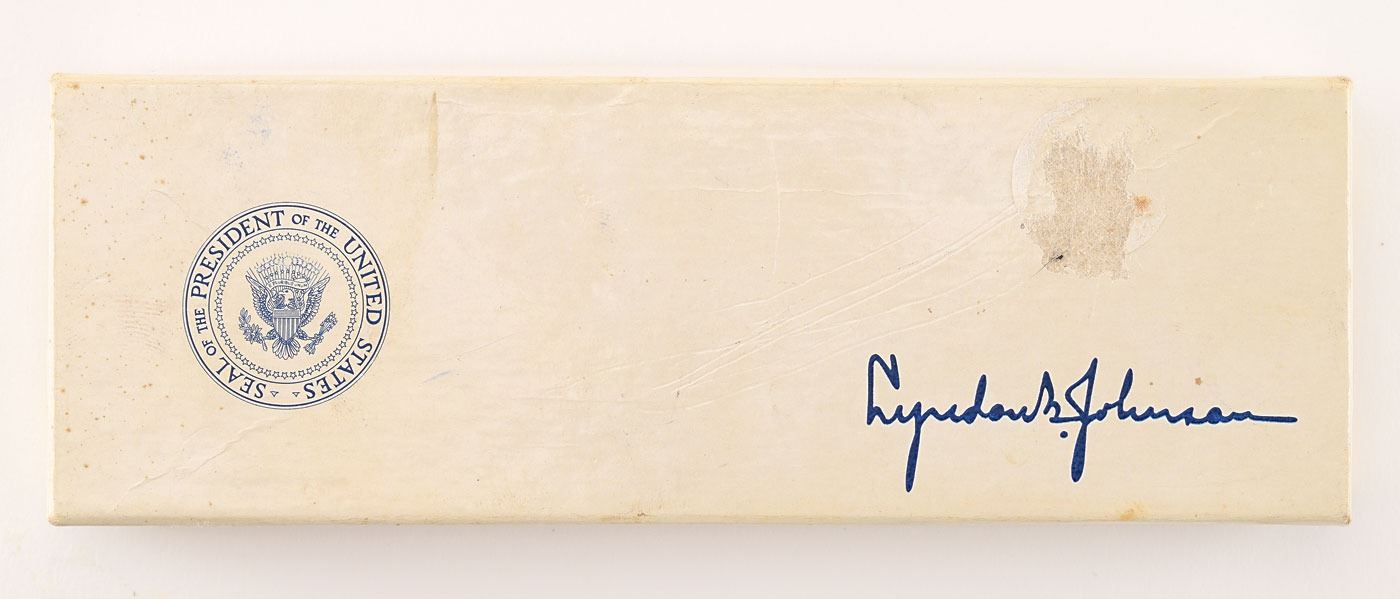 SEAL OF THE PRESIDENT OF THE UNITED STATES
Lyndon B. Johnson